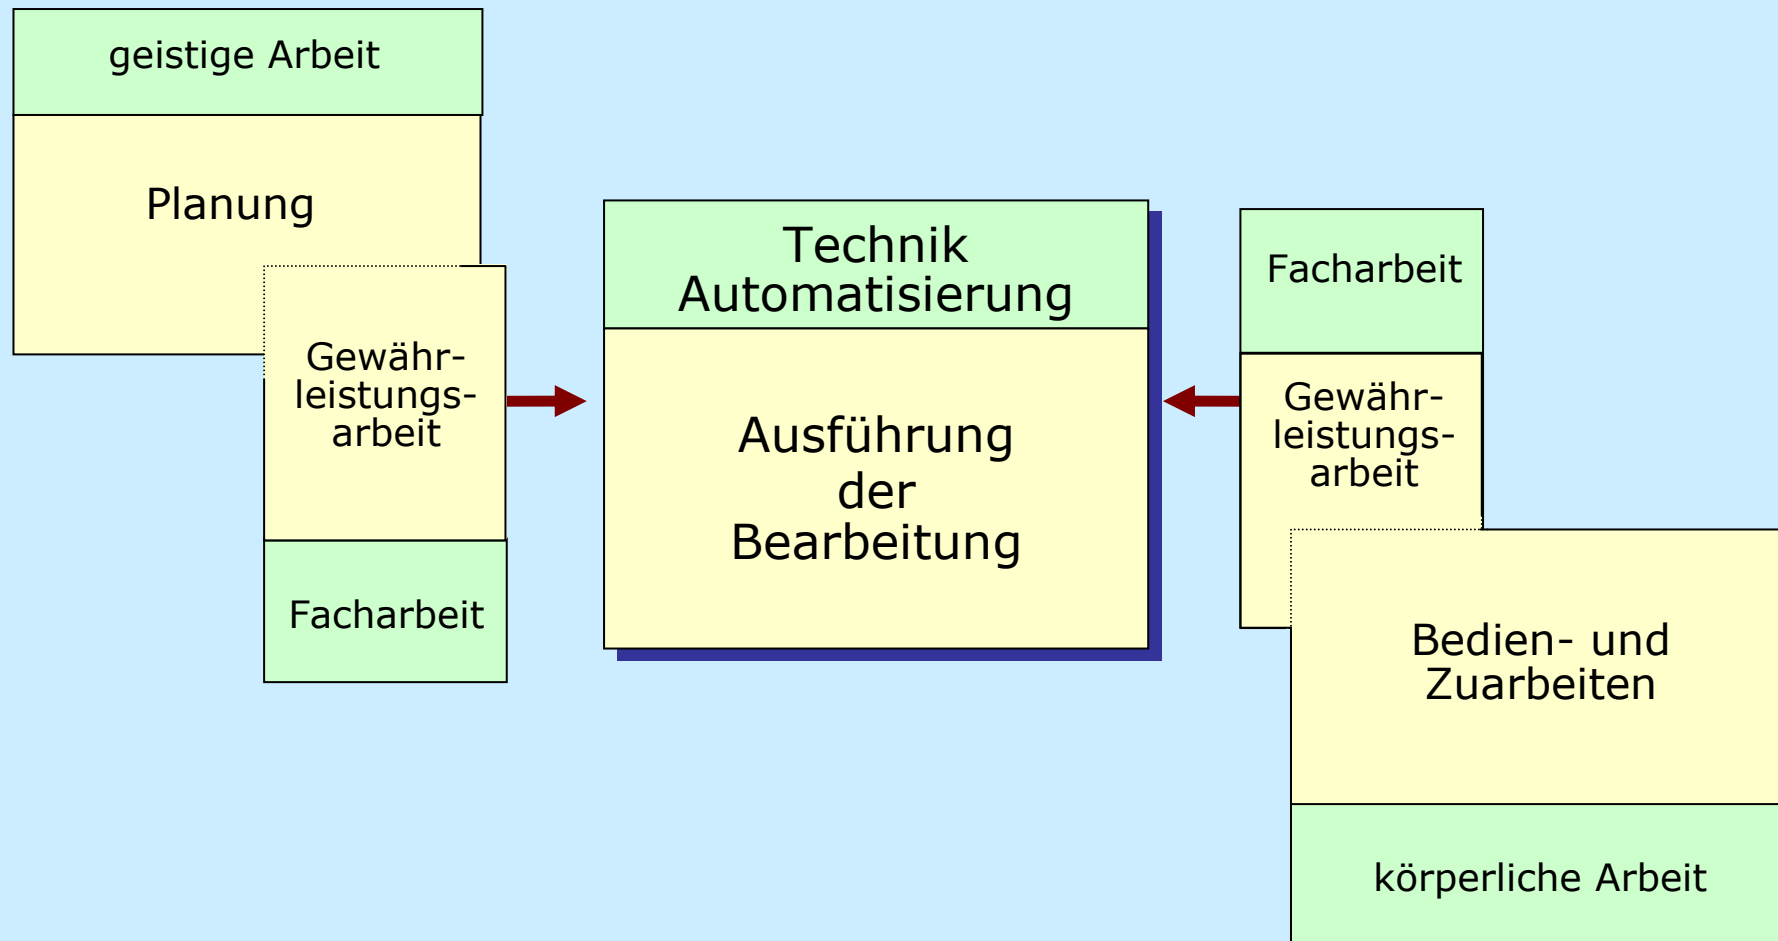 geistige Arbeit
Planung
Gewähr-
leistungs-
arbeit
Facharbeit
Technik
Automatisierung
Ausführung
der
Bearbeitung
Facharbeit
Gewähr-
leistungs-
arbeit
Bedien- und
Zuarbeiten
körperliche Arbeit